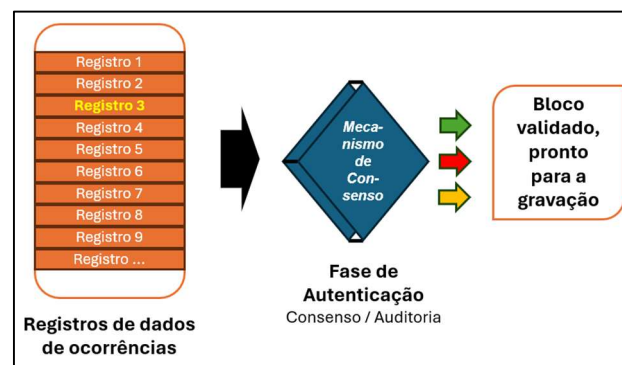 Registro 1
Registro 2
Registro 3
Registro 4
Registro 5
Registro 6
Registro 7
Registro 8
Registro 9
Registro ...
Registros de dados
de ocorrências
Meca-
nismo
de
Con-
senso
Fase de
Autenticação
Consenso / Auditoria
Bloco
validado,
pronto
para a
gravação